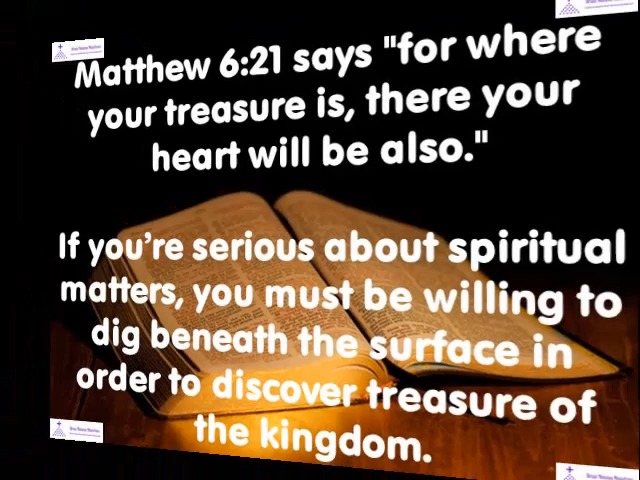 Matthew 6:21 says "for where
your treasure is, there your
heart will be also."
If you’re serious about spiritual
matters, you must be willing to
dig beneath the surface in
order to discover treasure of
the kingdom.